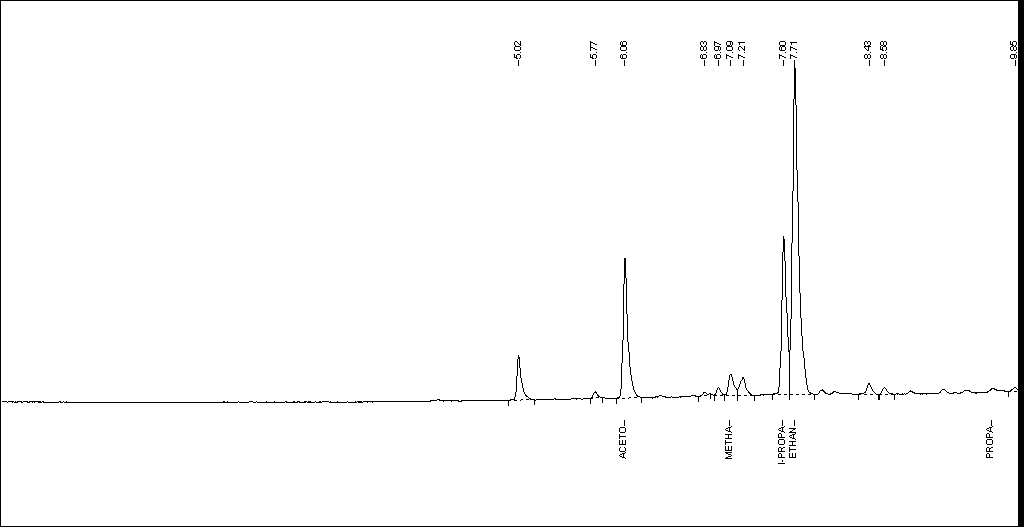 –5.02
–5.77
–6.06
–6.83
–6.97
–7.09
–7.21
–7.60
–7.71
–8.43
–8.58
–9.85
ACETO–
METHA–
I-PROPA–
ETHAN–
PROPA–